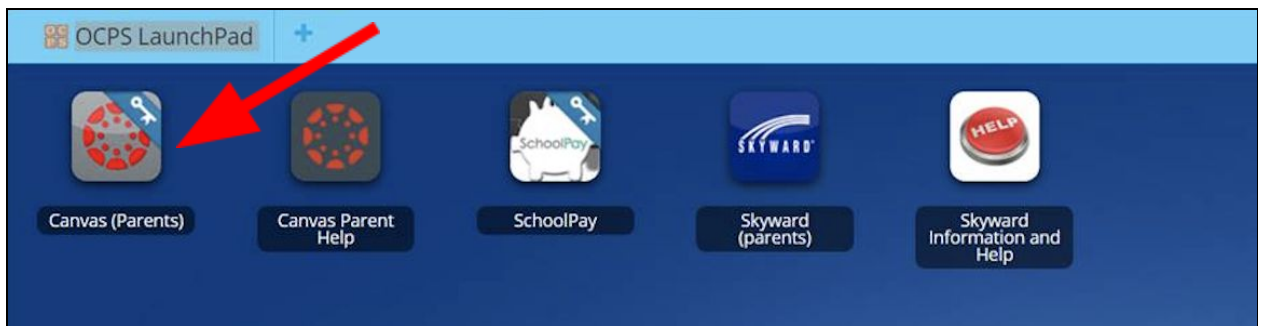 OCPS LaunchPad +
SchoolPay
SKYWARD
HELP
Canvas (Parents)
Canvas Parent
Help
SchoolPay
Skyward
(parents)
Skyward
Information and
Help